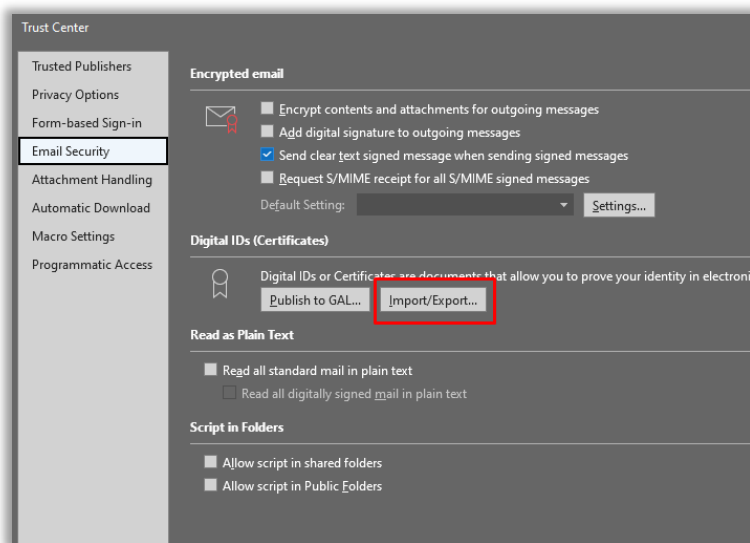 Trust Center
Trusted Publishers
Privacy Options
Form-based Sign-in
Email Security
Attachment Handling
Automatic Download
Macro Settings
Programmatic Access
Encrypted email
Encrypt contents and attachments for outgoing messages
Add digital signature to outgoing messages
Send clear text signed message when sending signed messages
Request S/MIME receipt for all S/MIME signed messages
Default Setting:
Settings...
Digital IDs (Certificates)
Digital IDs or Certificates are documents that allow you to prove your identity in electroni
Publish to GAL... Import/Export...
Read as Plain Text
Read all standard mail in plain text
Read all digitally signed mail in plain text
Script in Folders
Allow script in shared folders
Allow script in Public Folders